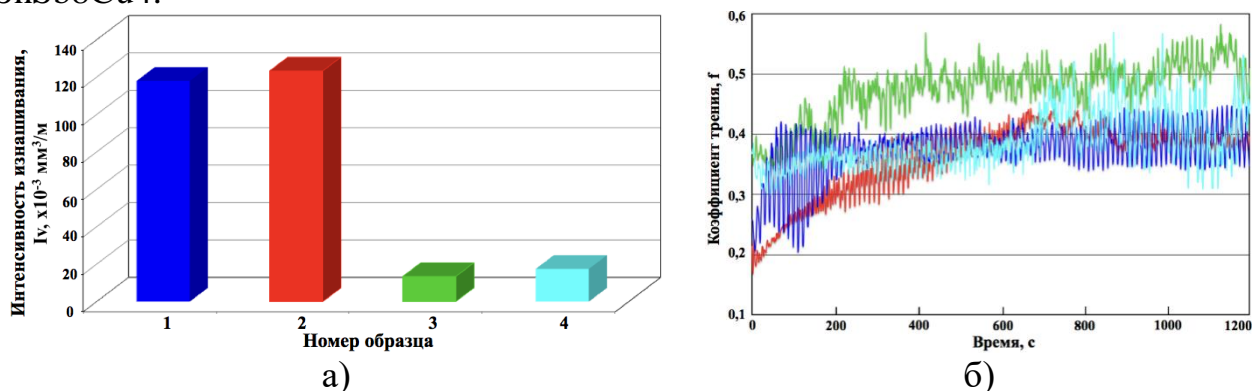 Интенсивность изнашивания,
Iv, x10⁻³ мм³/м
140
120
100
80
60
40
20
0
1 2 3 4
Номер образца
а)
Коэффициент трения, f
0,6
0,5
0,4
0,3
0,2
0,1
0 200 400 600 800 1000 1200
Время, с
б)